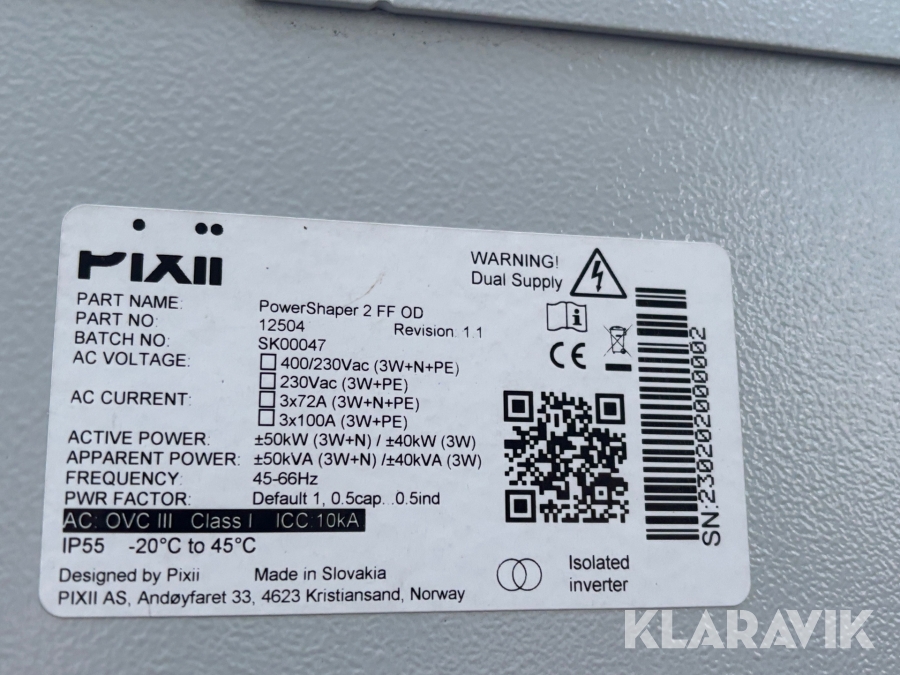 PIXII
WARNING!
Dual Supply
PART NAME: PowerShaper 2 FF OD
PART NO: 12504 Revision 1.1
BATCH NO: SK00047
AC VOLTAGE: 400/230Vac (3W+N+PE)
230Vac (3W+PE)
AC CURRENT: 3x72A (3W+N+PE)
3x100A (3W+PE)
ACTIVE POWER: ±50kW (3W+N) / ±40kW (3W)
APPARENT POWER: ±50kVA (3W+N) /±40kVA (3W)
FREQUENCY: 45-66Hz
PWR FACTOR: Default 1, 0.5cap...0.5ind
AC: OVC III Class I ICC:10kA
IP55 -20°C to 45°C
Designed by Pixii Made in Slovakia
PIXII AS, Andøyfaret 33, 4623 Kristiansand, Norway
CE
SN:230202000002
Isolated
inverter
KLARAVIK